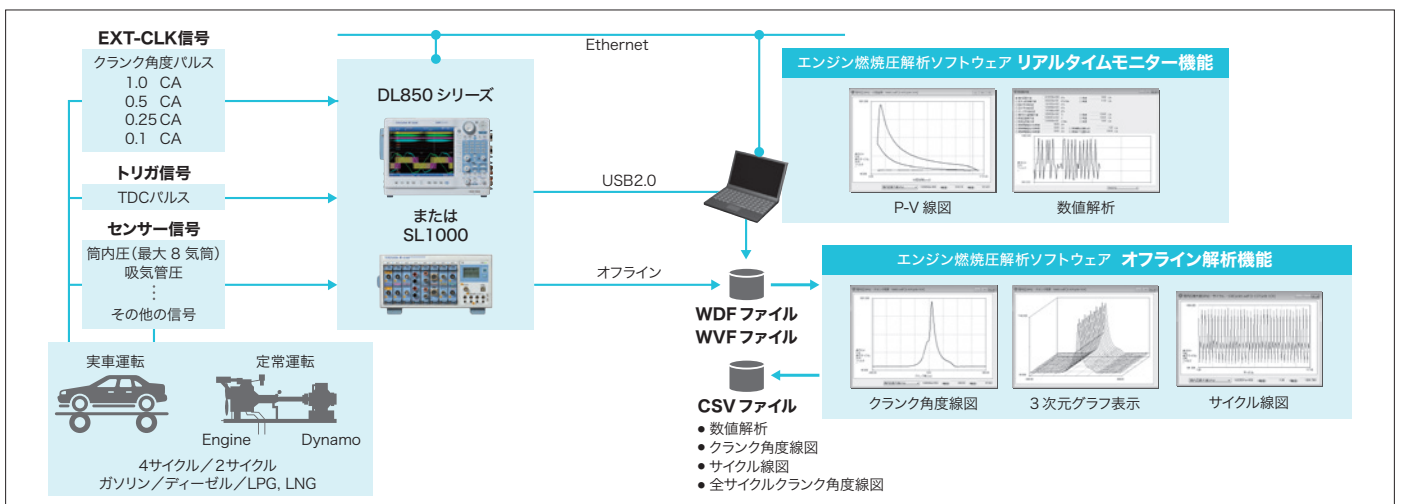 EXT-CLK信号
クランク角度パルス
1.0 CA
0.5 CA
0.25 CA
0.1 CA
トリガ信号
TDCパルス
センサー信号
筒内圧(最大 8 気筒)
吸気管圧
⋮
その他の信号
実車運転
定常運転
Engine
Dynamo
4サイクル／2サイクル
ガソリン／ディーゼル／LPG, LNG
DL850 シリーズ
または
SL1000
Ethernet
USB2.0
オフライン
WDF ファイル
WVF ファイル
CSV ファイル
● 数値解析
● クランク角度線図
● サイクル線図
● 全サイクルクランク角度線図
エンジン燃焼圧解析ソフトウェア リアルタイムモニター機能
P-V 線図
数値解析
エンジン燃焼圧解析ソフトウェア オフライン解析機能
クランク角度線図
3 次元グラフ表示
サイクル線図